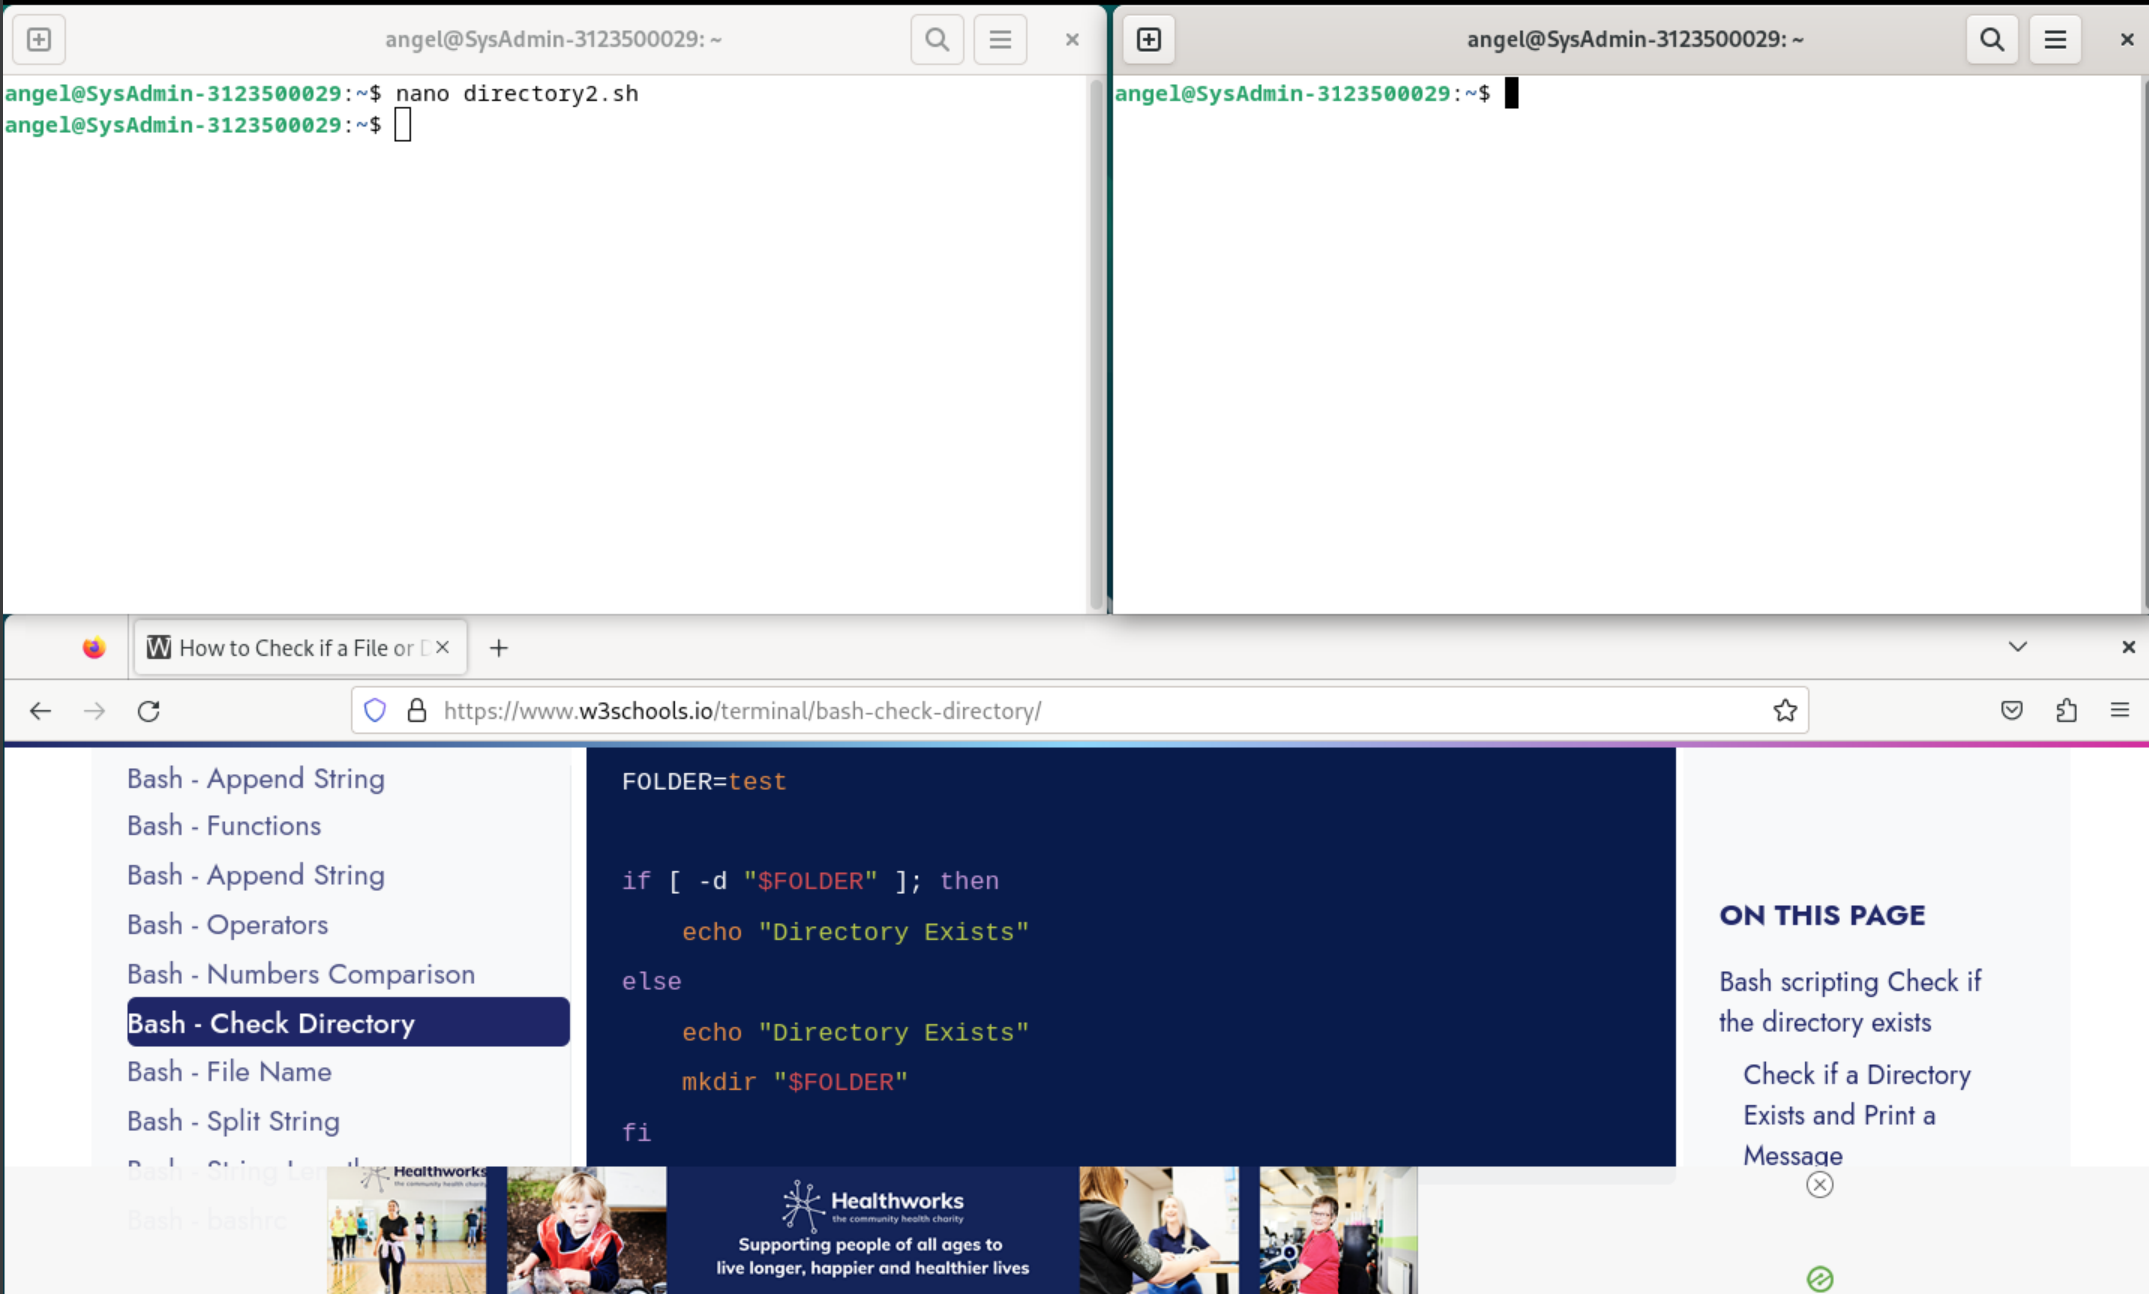 angel@SysAdmin-3123500029: ~
angel@SysAdmin-3123500029:~$ nano directory2.sh
angel@SysAdmin-3123500029:~$
angel@SysAdmin-3123500029: ~
angel@SysAdmin-3123500029:~$
How to Check if a File or D
https://www.w3schools.io/terminal/bash-check-directory/
Bash - Append String
Bash - Functions
Bash - Append String
Bash - Operators
Bash - Numbers Comparison
Bash - Check Directory
Bash - File Name
Bash - Split String
Bash - String Length
Bash - bashrc
FOLDER=test
if [ -d "$FOLDER" ]; then
echo "Directory Exists"
else
echo "Directory Exists"
mkdir "$FOLDER"
fi
ON THIS PAGE
Bash scripting Check if
the directory exists
Check if a Directory
Exists and Print a
Message
Healthworks
the community health charity
Healthworks
the community health charity
Supporting people of all ages to
live longer, happier and healthier lives